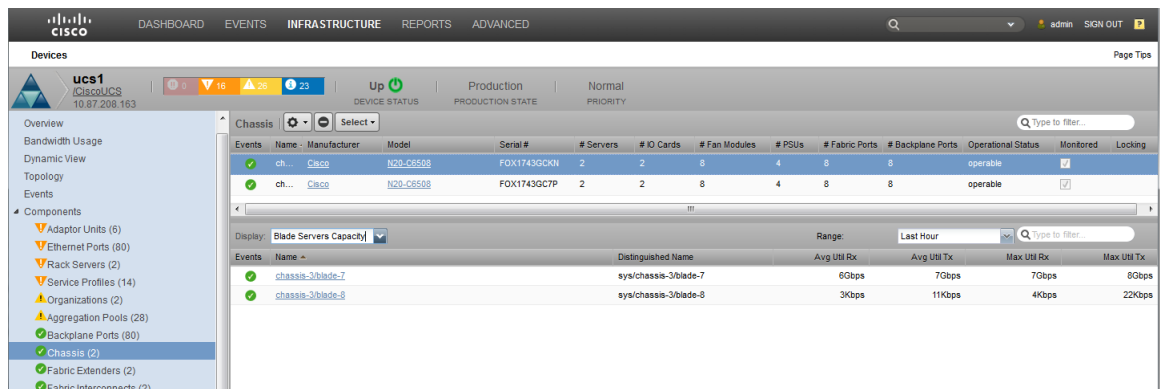 CISCO DASHBOARD EVENTS INFRASTRUCTURE REPORTS ADVANCED admin SIGN OUT ?
Devices Page Tips
ucs1
/CiscoUCS
10.87.208.163
0 16 26 23
Up
DEVICE STATUS
Production
PRODUCTION STATE
Normal
PRIORITY
Overview
Bandwidth Usage
Dynamic View
Topology
Events
Components
Adaptor Units (6)
Ethernet Ports (80)
Rack Servers (2)
Service Profiles (14)
Organizations (2)
Aggregation Pools (28)
Backplane Ports (80)
Chassis (2)
Fabric Extenders (2)
Fabric Interconnects (2)
Chassis Select Type to filter...
Events Name Manufacturer Model Serial # # Servers # IO Cards # Fan Modules # PSUs # Fabric Ports # Backplane Ports Operational Status Monitored Locking
ch... Cisco N20-C6508 FOX1743GCKN 2 2 8 4 8 8 operable
ch... Cisco N20-C6508 FOX1743GC7P 2 2 8 4 8 8 operable
Display: Blade Servers Capacity Range: Last Hour Type to filter...
Events Name Distinguished Name Avg Util Rx Avg Util Tx Max Util Rx Max Util Tx
chassis-3/blade-7 sys/chassis-3/blade-7 6Gbps 7Gbps 7Gbps 8Gbps
chassis-3/blade-8 sys/chassis-3/blade-8 3Kbps 11Kbps 4Kbps 22Kbps